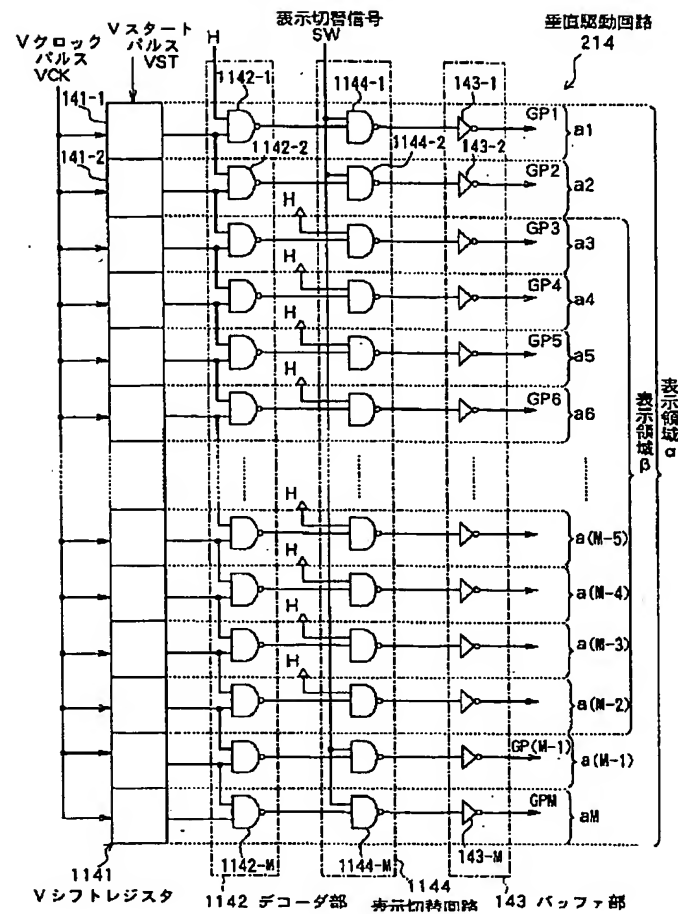 表示切替信号
SW
垂直駆動回路
214
Vスタート
パルス
VST
Vクロック
パルス
VCK
H
1142-1
1144-1
143-1
141-1
GP1
a1
141-2
1142-2
1144-2
143-2
GP2
a2
H
GP3
a3
H
GP4
a4
H
GP5
a5
H
GP6
a6
表示領域β
表示領域α
H
a(M-5)
H
a(M-4)
H
a(M-3)
H
a(M-2)
GP(M-1)
a(M-1)
GPM
aM
1141
Vシフトレジスタ
1142-M
1142 デコーダ部
1144-M
1144
表示切替回路
143-M
143 バッファ部